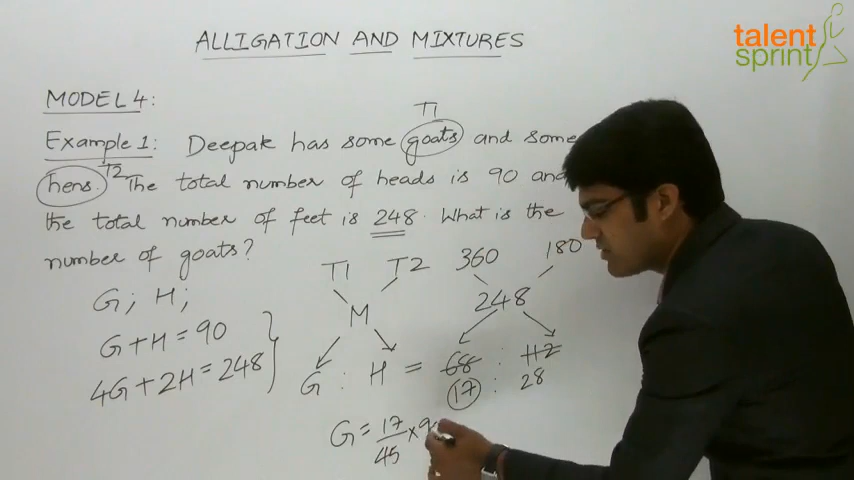 talent
sprint
ALLIGATION AND MIXTURES
MODEL 4:
T1
Example 1: Deepak has some goats and some
hens. T2 The total number of heads is 90 and
the total number of feet is 248. What is the
number of goats?
T1 T2 360 180
G; H;
M 248
G+H=90
4G+2H=248
G : H = 68 : 112
17 : 28
G=17/45×9